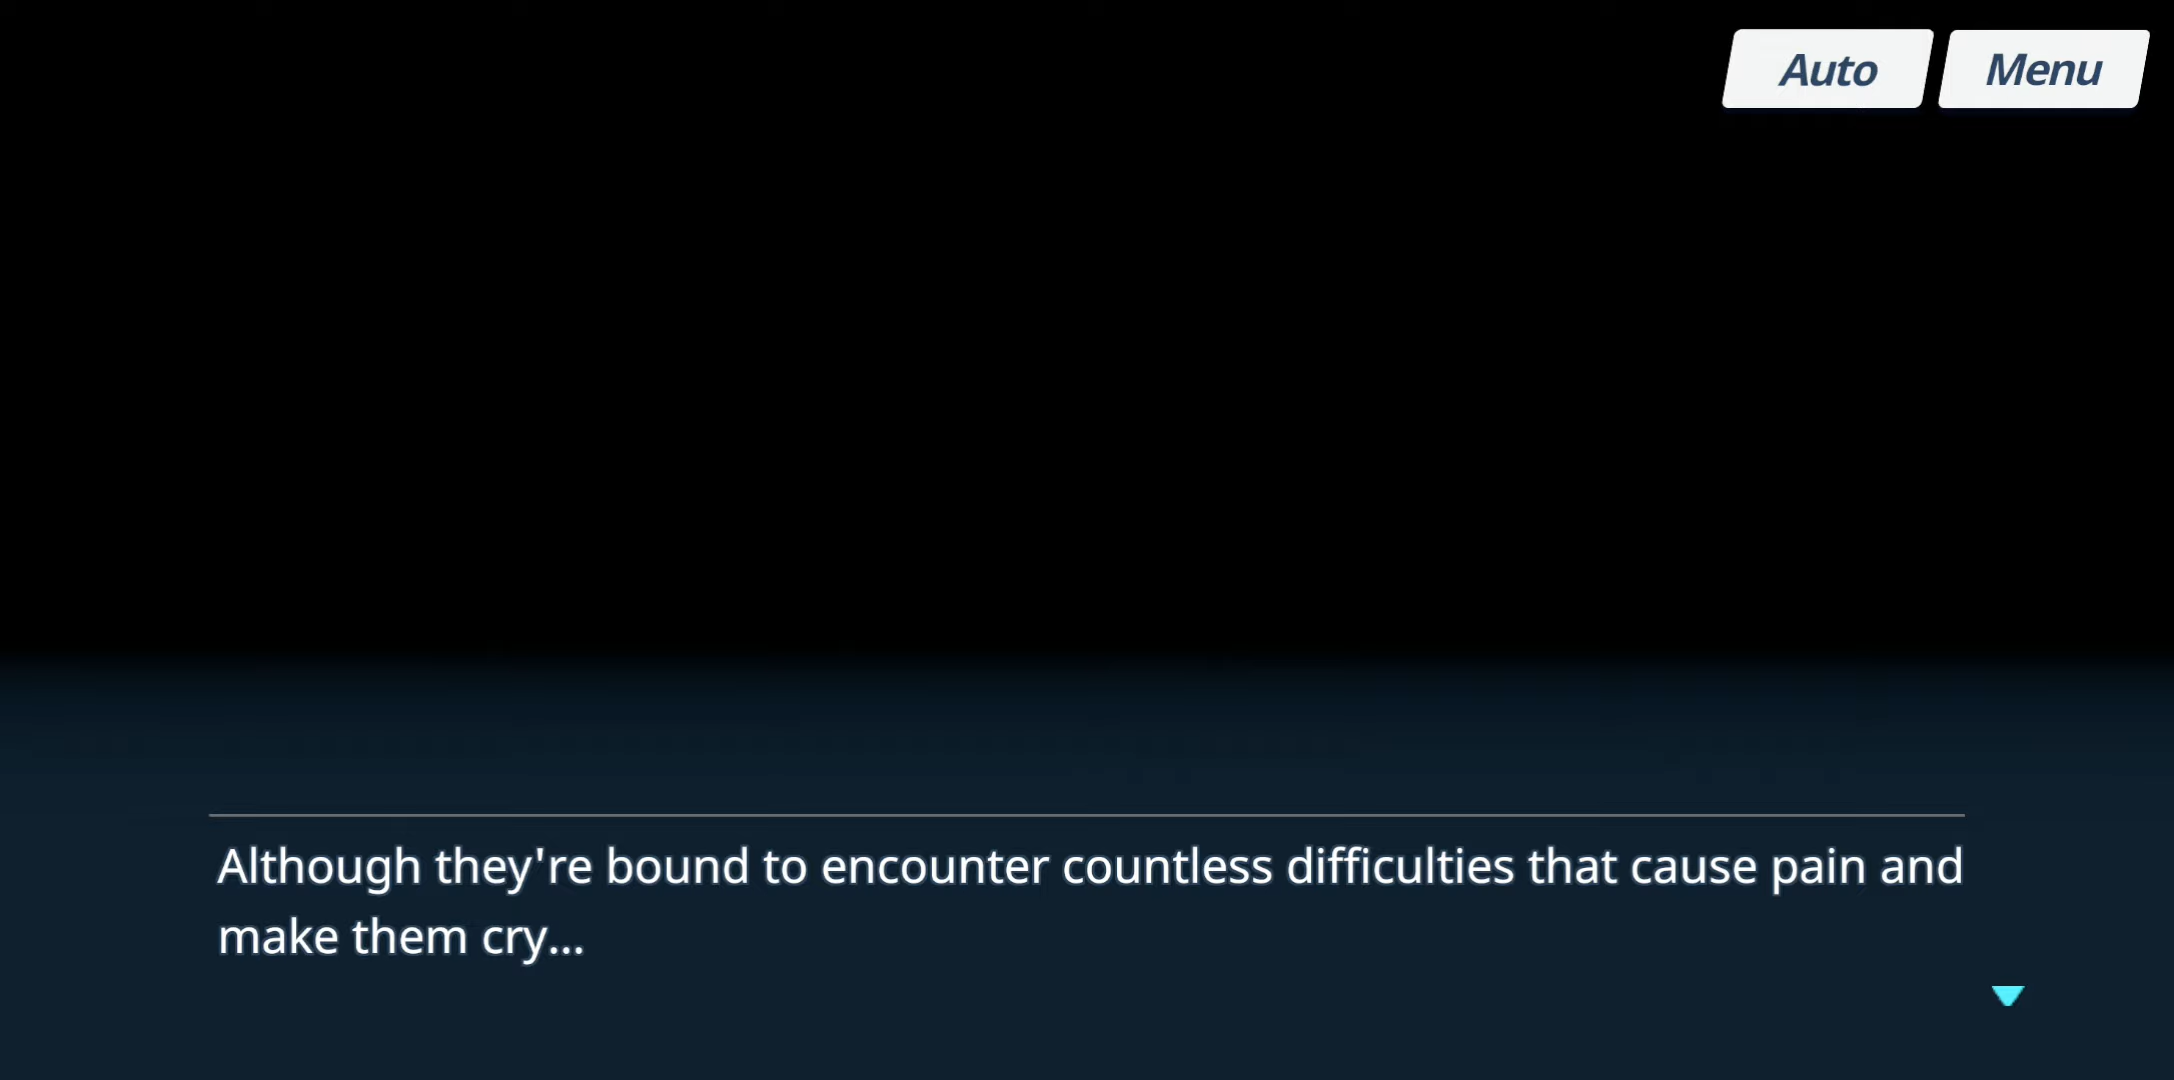 Auto
Menu
Although they're bound to encounter countless difficulties that cause pain and
make them cry...